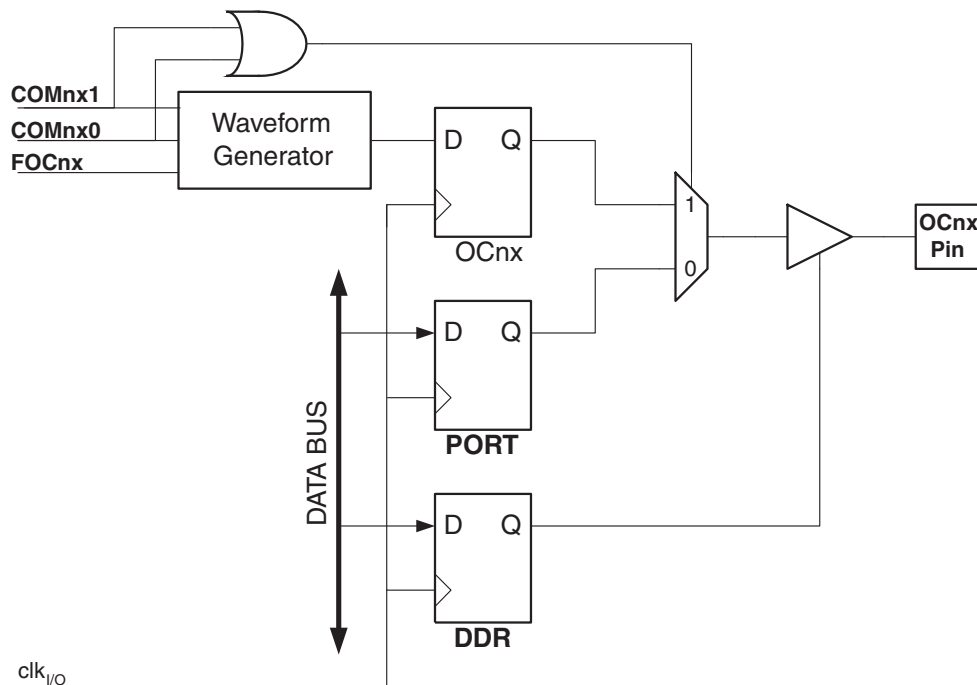 COMnx1
COMnx0
FOCnx
Waveform
Generator
D Q
OCnx
1
0
OCnx
Pin
D Q
PORT
DATA BUS
D Q
DDR
clkI/O